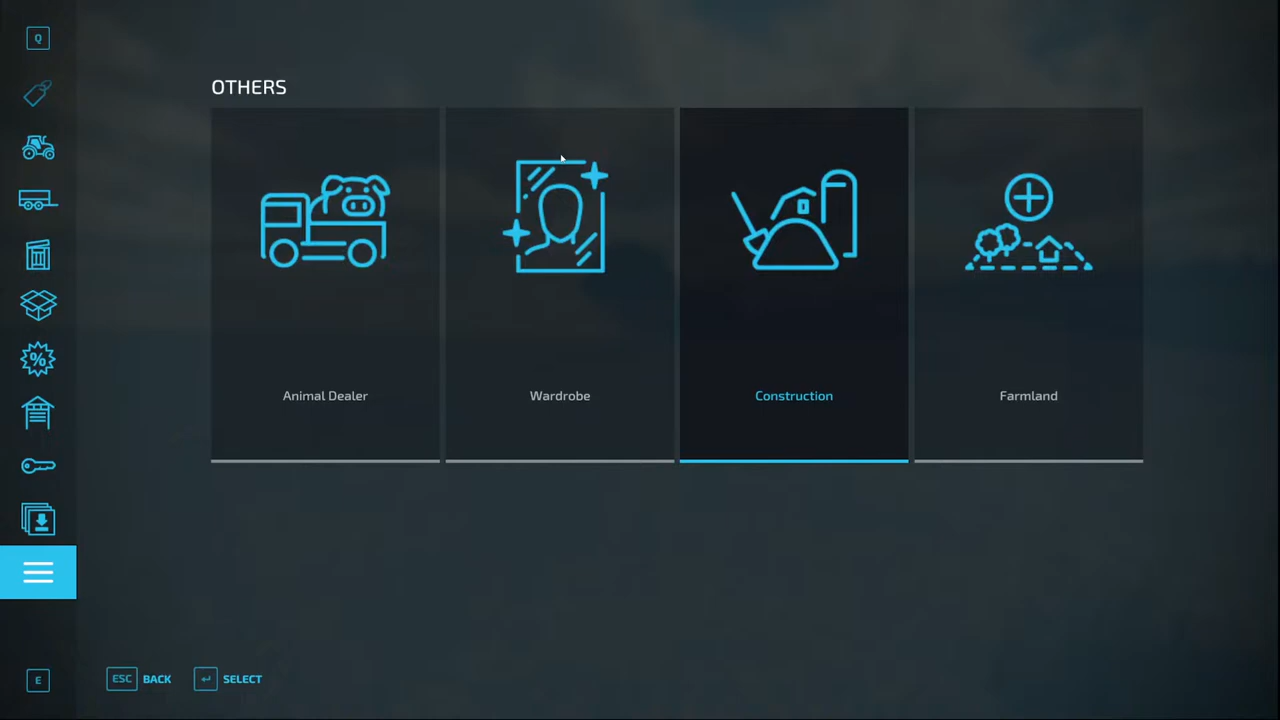 Q
OTHERS
%
Animal Dealer
Wardrobe
Construction
Farmland
E
ESC BACK
SELECT